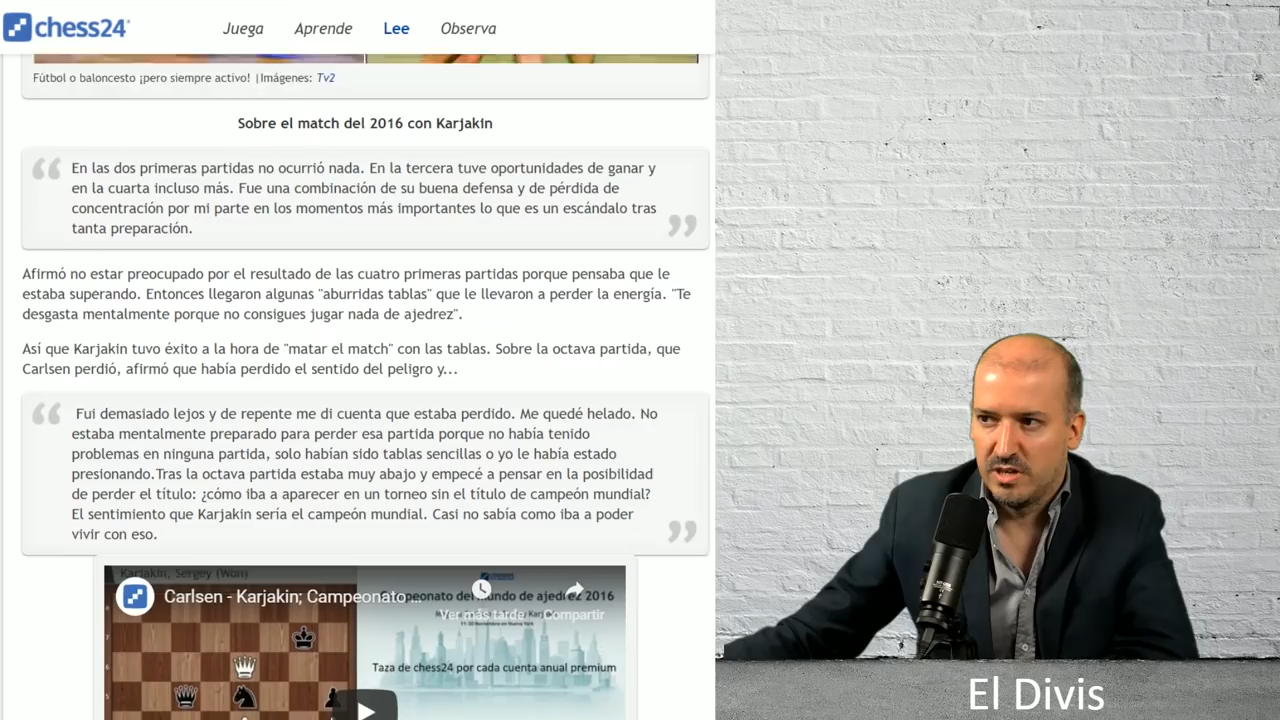 chess24
Juega Aprende Lee Observa
Fútbol o baloncesto ¡pero siempre activo! |Imágenes: Tv2
Sobre el match del 2016 con Karjakin
En las dos primeras partidas no ocurrió nada. En la tercera tuve oportunidades de ganar y
en la cuarta incluso más. Fue una combinación de su buena defensa y de pérdida de
concentración por mi parte en los momentos más importantes lo que es un escándalo tras
tanta preparación.
Afirmó no estar preocupado por el resultado de las cuatro primeras partidas porque pensaba que le
estaba superando. Entonces llegaron algunas "aburridas tablas" que le llevaron a perder la energía. "Te
desgasta mentalmente porque no consigues jugar nada de ajedrez".
Así que Karjakin tuvo éxito a la hora de "matar el match" con las tablas. Sobre la octava partida, que
Carlsen perdió, afirmó que había perdido el sentido del peligro y...
Fui demasiado lejos y de repente me di cuenta que estaba perdido. Me quedé helado. No
estaba mentalmente preparado para perder esa partida porque no había tenido
problemas en ninguna partida, solo habían sido tablas sencillas o yo le había estado
presionando.Tras la octava partida estaba muy abajo y empecé a pensar en la posibilidad
de perder el título: ¿cómo iba a aparecer en un torneo sin el título de campeón mundial?
El sentimiento que Karjakin sería el campeón mundial. Casi no sabía como iba a poder
vivir con eso.
Karjakin, Sergey (Won)
Carlsen - Karjakin; Campeonato...
Campeonato del mundo de ajedrez 2016
Ver más tarde Compartir
Taza de chess24 por cada cuenta anual premium
El Divis